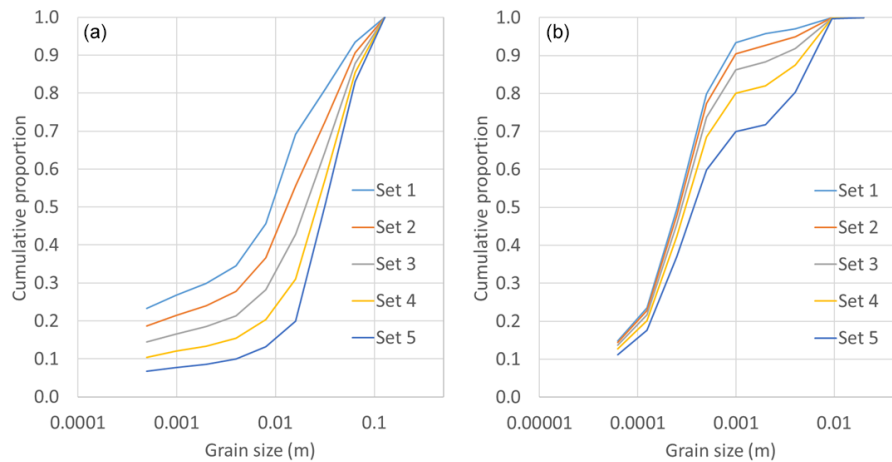 (a)
Cumulative proportion
1.0
0.9
0.8
0.7
0.6
0.5
0.4
0.3
0.2
0.1
0.0
Set 1
Set 2
Set 3
Set 4
Set 5
0.0001 0.001 0.01 0.1
Grain size (m)
(b)
Cumulative proportion
1.0
0.9
0.8
0.7
0.6
0.5
0.4
0.3
0.2
0.1
0.0
Set 1
Set 2
Set 3
Set 4
Set 5
0.00001 0.0001 0.001 0.01
Grain size (m)